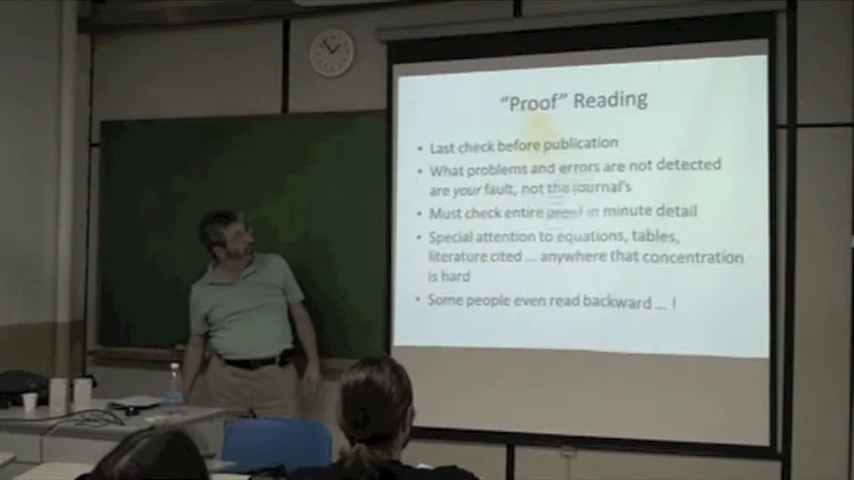 "Proof" Reading
• Last check before publication
• What problems and errors are not detected
are your fault, not the journal's
• Must check entire proof in minute detail
• Special attention to equations, tables,
literature cited ... anywhere that concentration
is hard
• Some people even read backward ... !